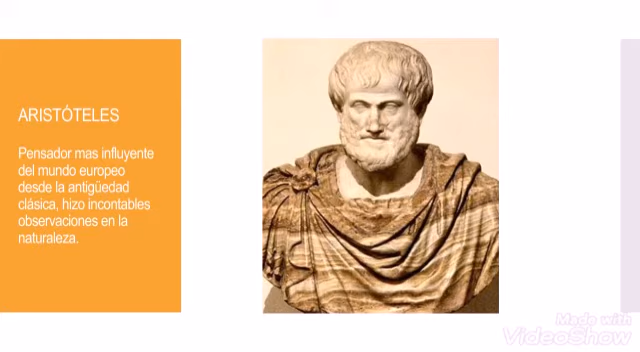 ARISTÓTELES
Pensador mas influyente
del mundo europeo
desde la antigüedad
clásica, hizo incontables
observaciones en la
naturaleza.
Made with
VideoShow